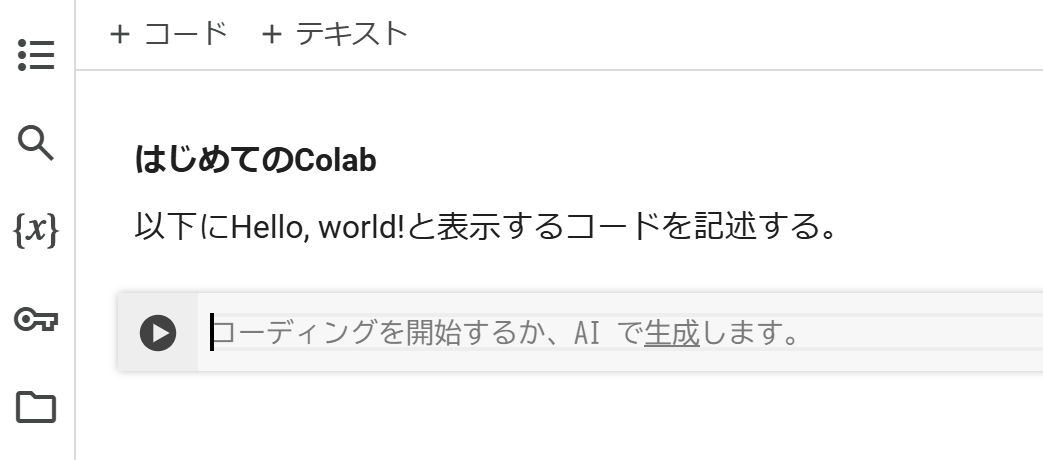 + コード + テキスト
はじめてのColab
以下にHello, world!と表示するコードを記述する。
{x}
コーディングを開始するか、AI で生成します。